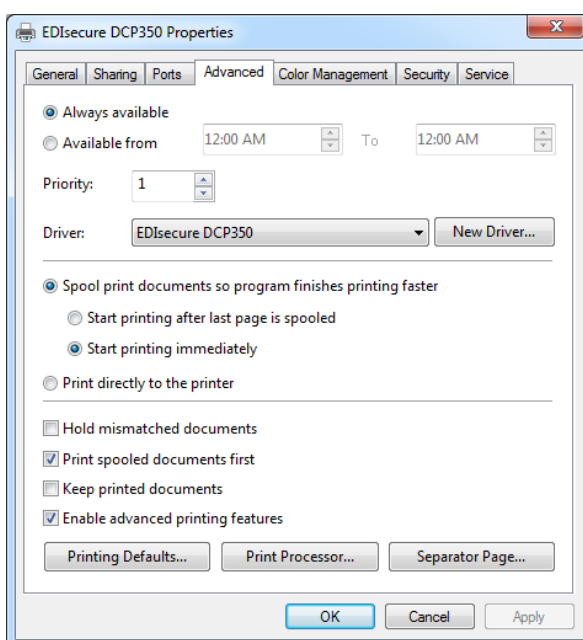 EDIsecure DCP350 Properties
General Sharing Ports Advanced Color Management Security Service
Always available
Available from 12:00 AM To 12:00 AM
Priority: 1
Driver: EDIsecure DCP350 New Driver...
Spool print documents so program finishes printing faster
Start printing after last page is spooled
Start printing immediately
Print directly to the printer
Hold mismatched documents
Print spooled documents first
Keep printed documents
Enable advanced printing features
Printing Defaults... Print Processor... Separator Page...
OK Cancel Apply